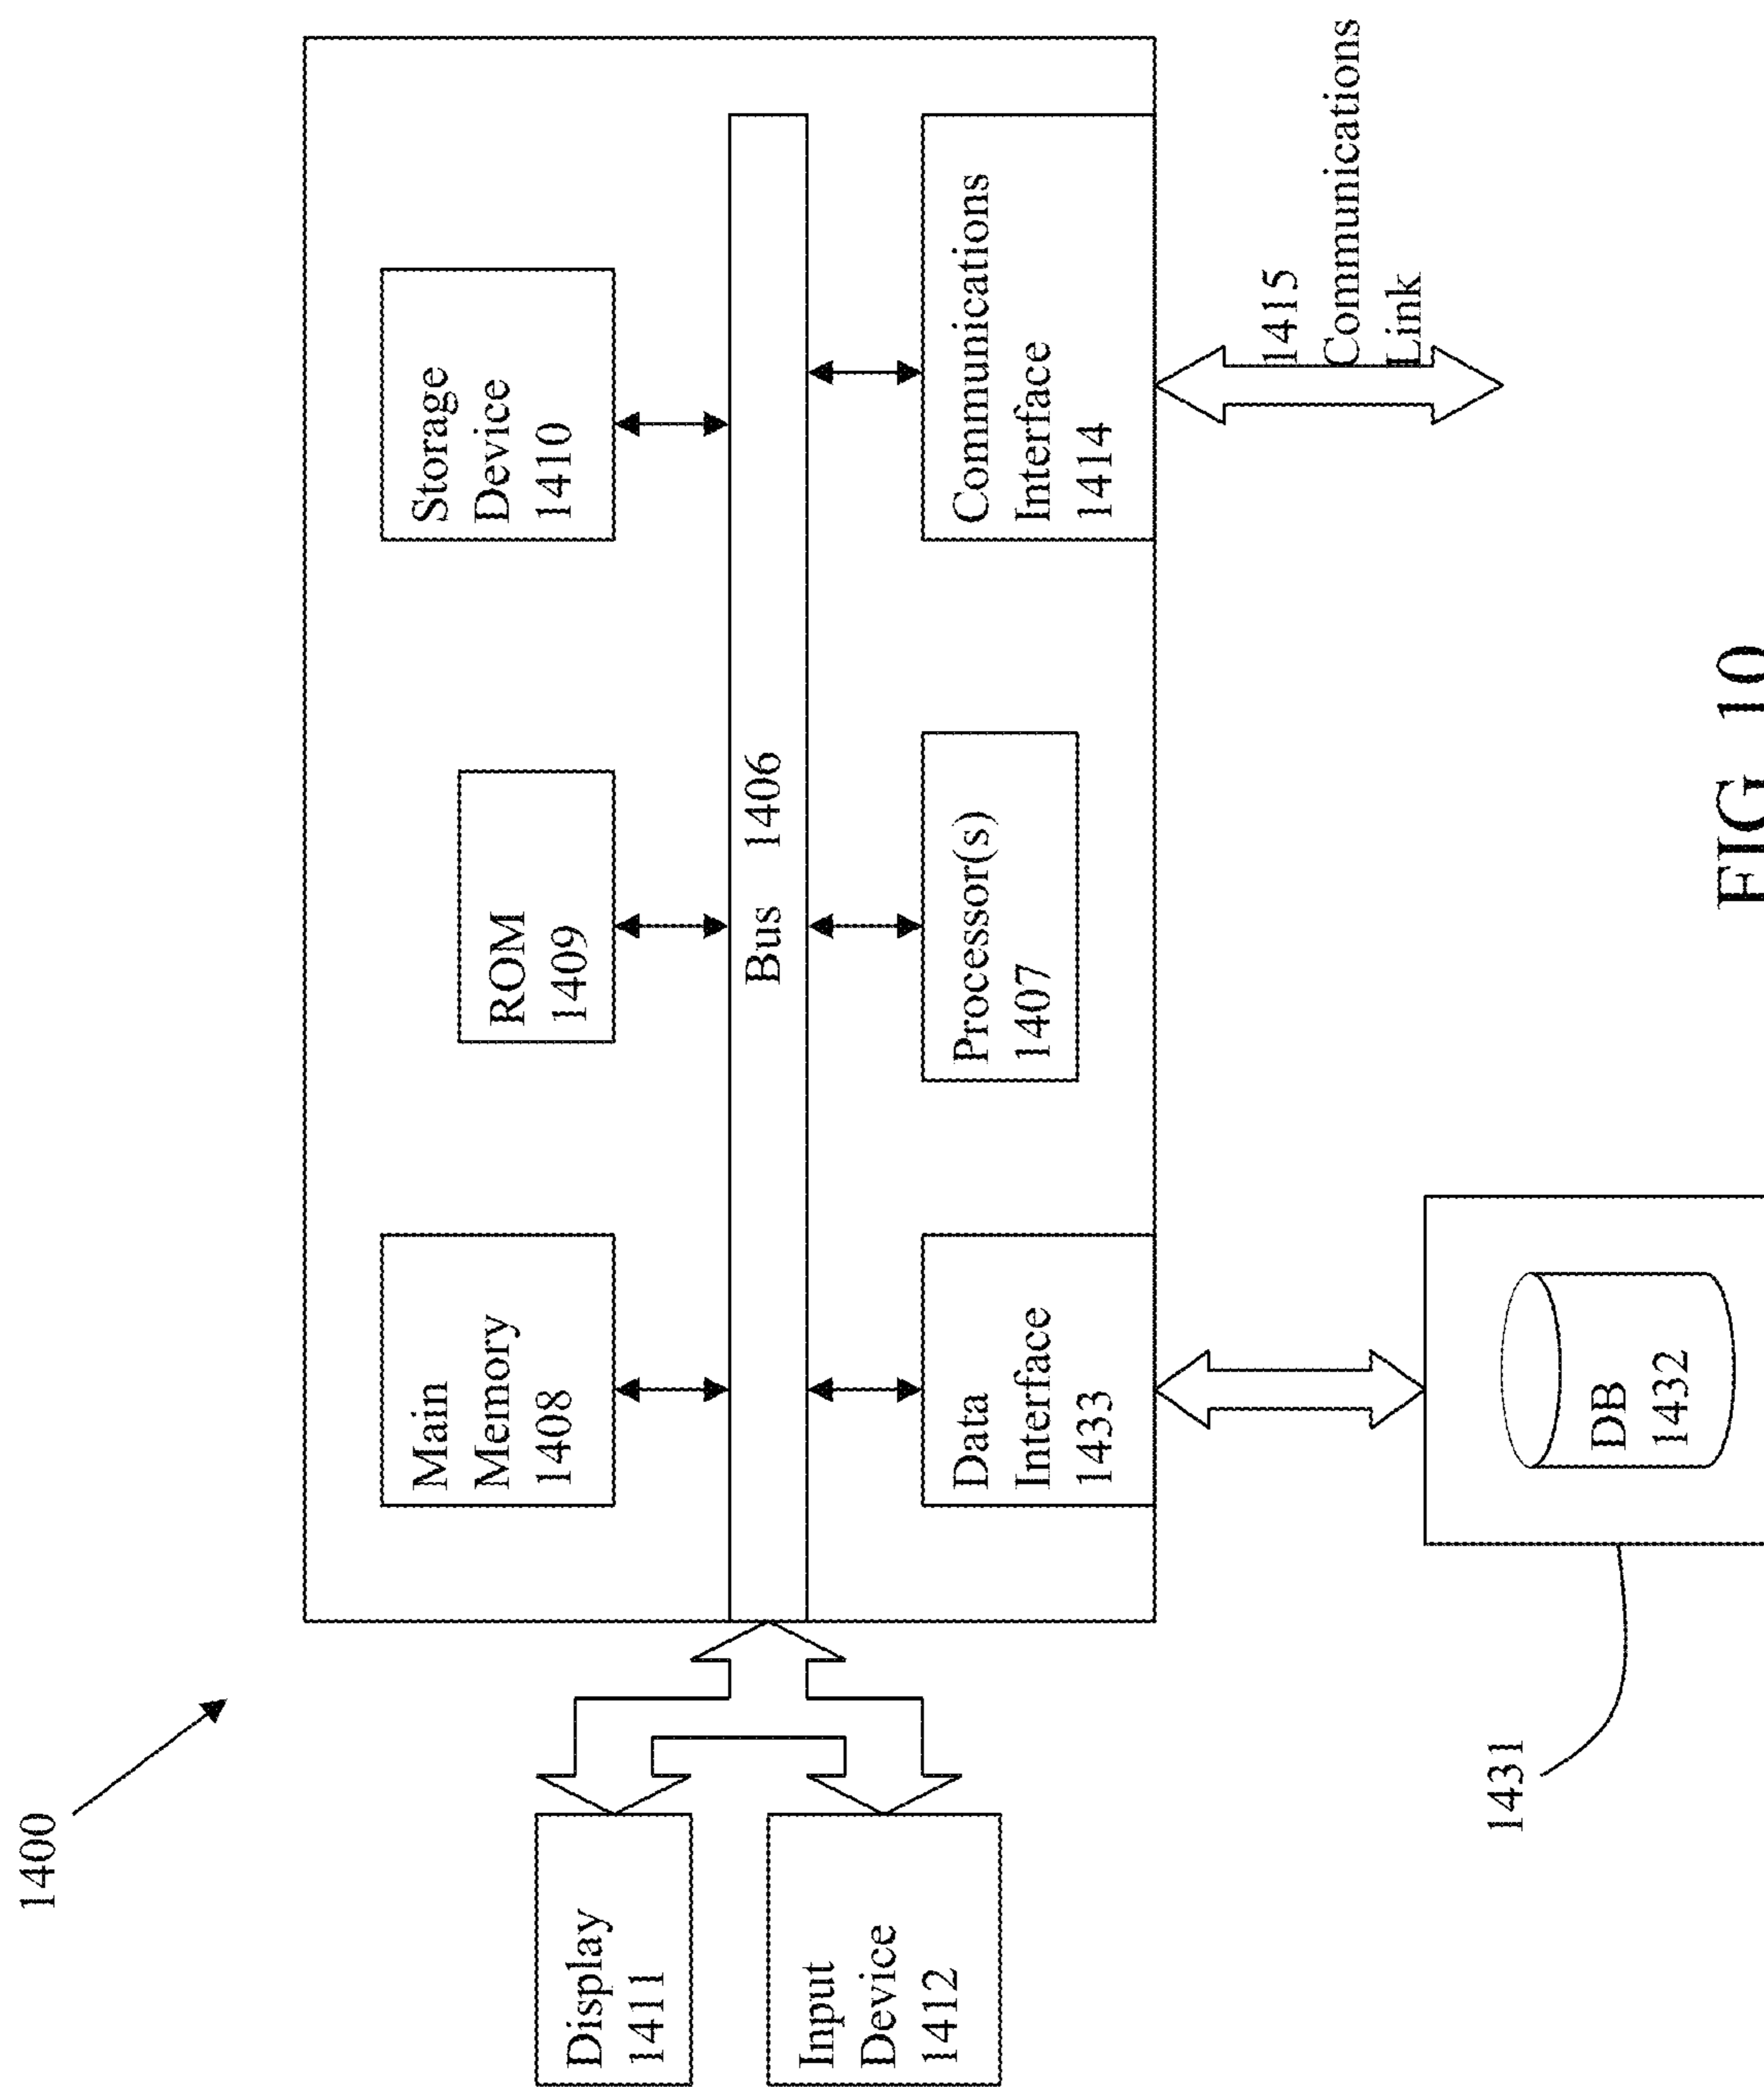 1400
Main
Memory
1408
ROM
1409
Storage
Device
1410
Display
1411
Bus 1406
Input
Device
1412
Data
Interface
1433
Processor(s)
1407
Communications
Interface
1414
1415
Communications
Link
1431
DB
1432
FIG 10